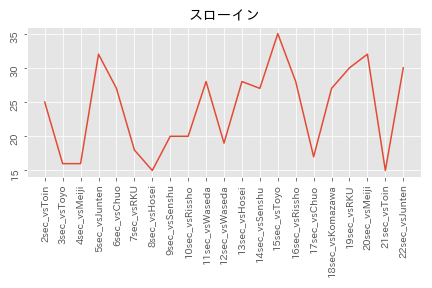 スローイン
35
30
25
20
15
2sec_vsToin
3sec_vsToyo
4sec_vsMeiji
5sec_vsJunten
6sec_vsChuo
7sec_vsRKU
8sec_vsHosei
9sec_vsSenshu
10sec_vsRissho
11sec_vsWaseda
12sec_vsWaseda
13sec_vsHosei
14sec_vsSenshu
15sec_vsToyo
16sec_vsRissho
17sec_vsChuo
18sec_vsKomazawa
19sec_vsRKU
20sec_vsMeiji
21sec_vsToin
22sec_vsJunten